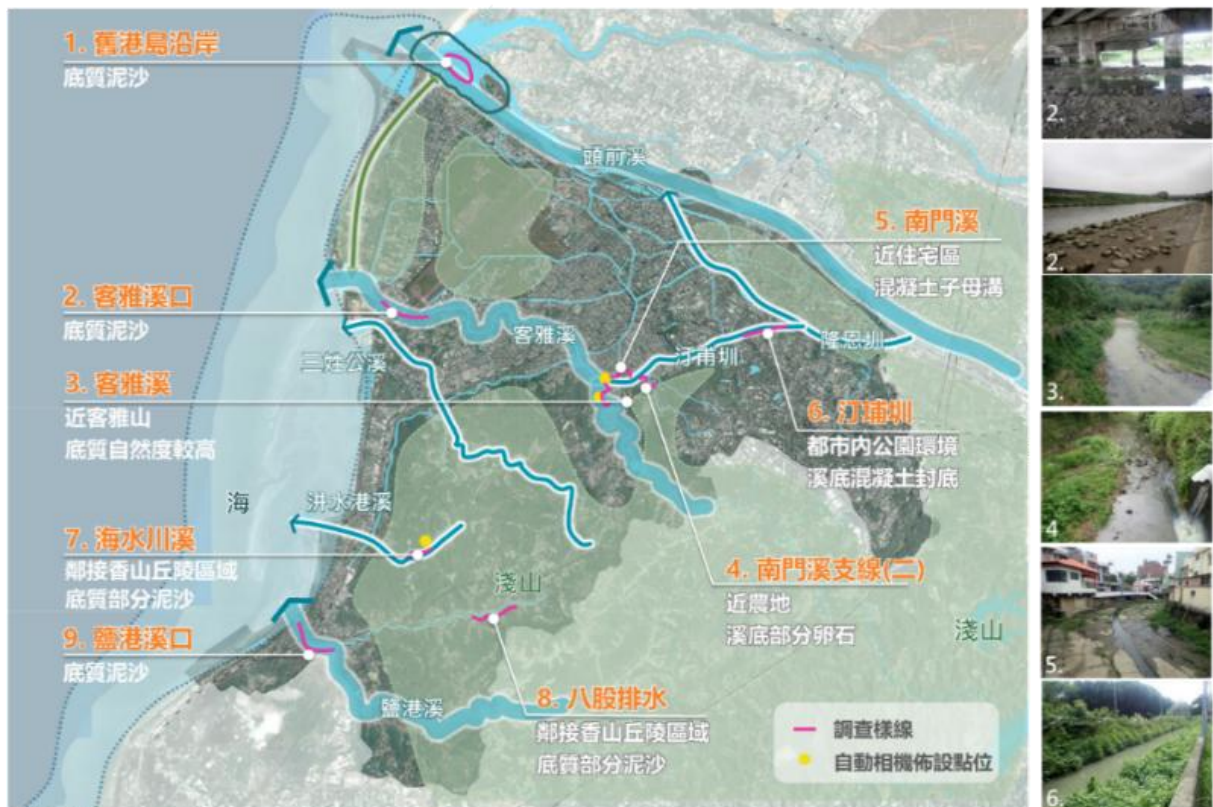 1. 舊港島沿岸
底質泥沙
頭前溪
5. 南門溪
近住宅區
混凝土子母溝
2. 客雅溪口
底質泥沙
客雅溪
三姓公溪
汀甫圳
隆恩圳
3. 客雅溪
近客雅山
底質自然度較高
6. 汀埔圳
都市內公園環境
溪底混凝土封底
海
洪水港溪
7. 海水川溪
鄰接香山丘陵區域
底質部分泥沙
淺山
4. 南門溪支線(二)
近農地
溪底部分卵石
淺山
9. 鹽港溪口
底質泥沙
鹽港溪
8. 八股排水
鄰接香山丘陵區域
底質部分泥沙
調查樣線
自動相機佈設點位
2.
2.
3.
4
5.
6.